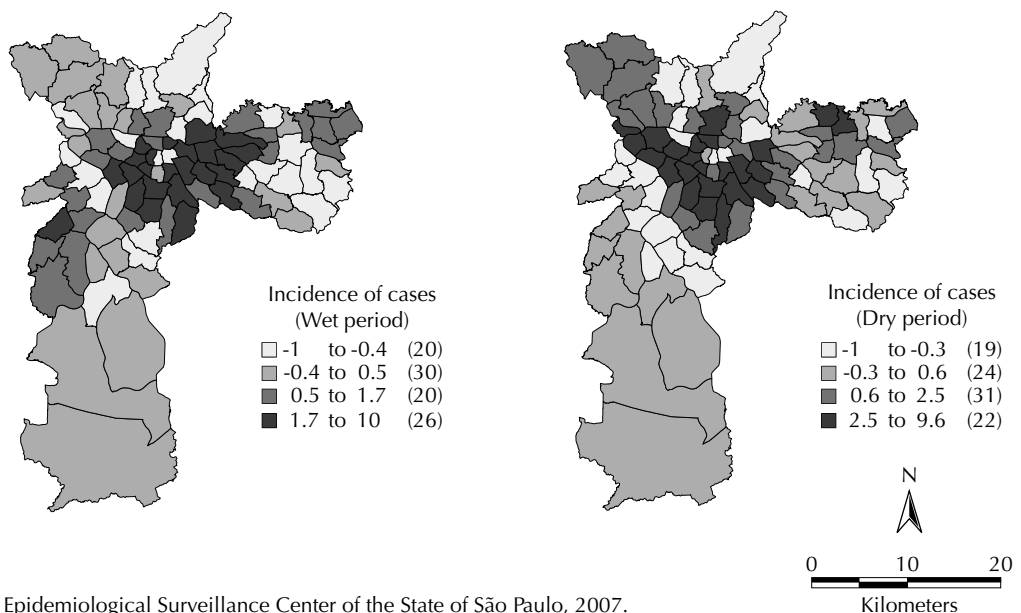 Incidence of cases
(Wet period)
-1 to -0.4 (20)
-0.4 to 0.5 (30)
0.5 to 1.7 (20)
1.7 to 10 (26)
Incidence of cases
(Dry period)
-1 to -0.3 (19)
-0.3 to 0.6 (24)
0.6 to 2.5 (31)
2.5 to 9.6 (22)
N
0 10 20
Kilometers
Epidemiological Surveillance Center of the State of São Paulo, 2007.